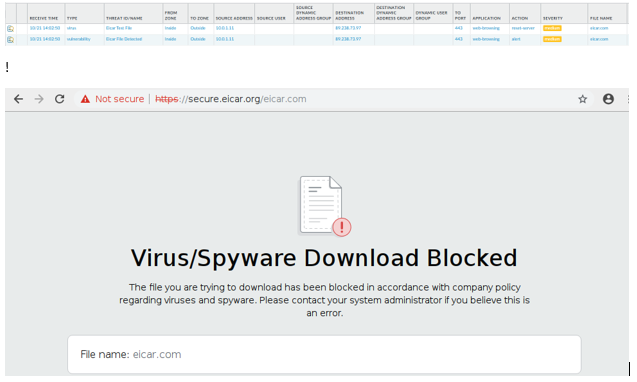 SOURCE DESTINATION
FROM DYNAMIC DESTINATION DYNAMIC DYNAMIC USER TO
RECEIVE TIME TYPE THREAT ID/NAME ZONE TO ZONE SOURCE ADDRESS SOURCE USER ADDRESS GROUP ADDRESS ADDRESS GROUP GROUP PORT APPLICATION ACTION SEVERITY FILE NAME
10/31 14:02:50 virus Eicar Test File inside Outside 10.0.1.11 89.238.73.97 443 web-browsing reset-server medium eicar.com
10/31 14:02:50 vulnerability Eicar File Detected inside Outside 10.0.1.11 89.238.73.97 443 web-browsing alert medium eicar.com
!
Not secure | https://secure.eicar.org/eicar.com
Virus/Spyware Download Blocked
The file you are trying to download has been blocked in accordance with company policy
regarding viruses and spyware. Please contact your system administrator if you believe this is
an error.
File name: eicar.com